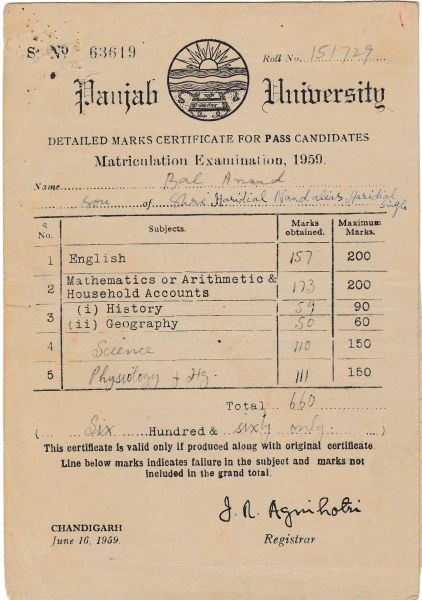 S. No 63619
Roll No. 151729
Panjab University
DETAILED MARKS CERTIFICATE FOR PASS CANDIDATES
Matriculation Examination, 1959.
Name Bal Anand
Son of Shri Haridial Nand alias Haridial Singh
S. No. Subjects. Marks obtained. Maximum Marks.
1 English 157 200
2 Mathematics or Arithmetic & Household Accounts 173 200
3 (i) History 59 90
(ii) Geography 50 60
4 Science 110 150
5 Physiology & Hy. 111 150
Total 660
( Six Hundred & sixty only. )
This certificate is valid only if produced along with original certificate.
Line below marks indicates failure in the subject and marks not
included in the grand total.
J. R. Agnihotri
CHANDIGARH
June 16, 1959.
Registrar